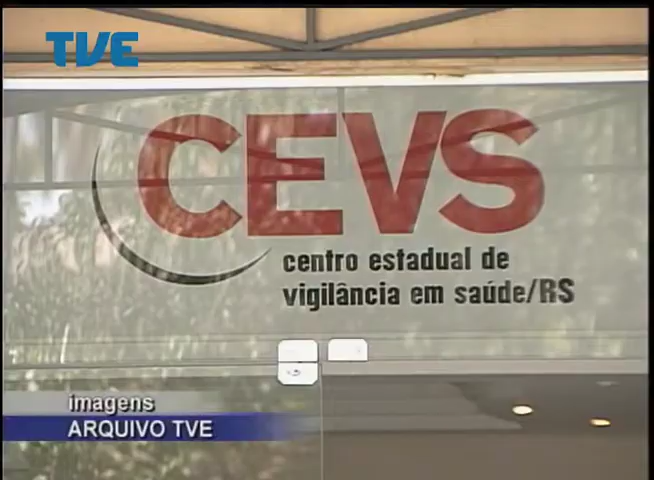 TVE
CEVS
centro estadual de
vigilância em saúde/RS
imagens
ARQUIVO TVE